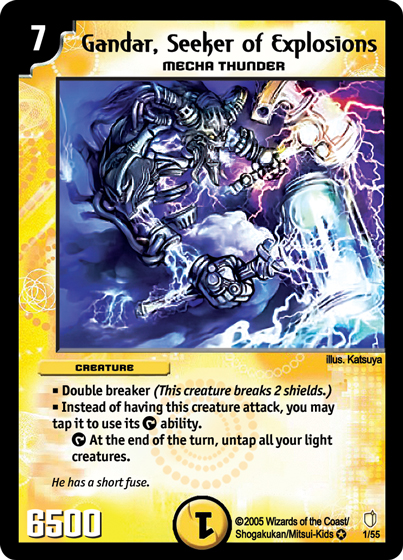 7
Gandar, Seeker of Explosions
MECHA THUNDER
illus. Katsuya
CREATURE
▪ Double breaker (This creature breaks 2 shields.)
▪ Instead of having this creature attack, you may
tap it to use its ability.
At the end of the turn, untap all your light
creatures.
He has a short fuse.
6500
©2005 Wizards of the Coast/
Shogakukan/Mitsui-Kids
1/55